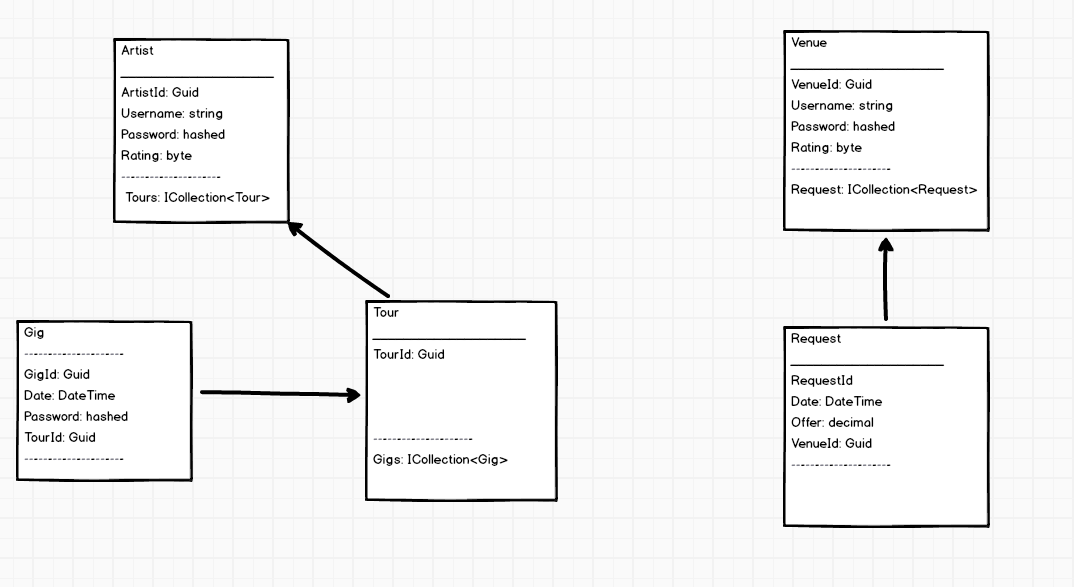 Artist
ArtistId: Guid
Username: string
Password: hashed
Rating: byte
Tours: ICollection<Tour>
Venue
VenueId: Guid
Username: string
Password: hashed
Rating: byte
Request: ICollection<Request>
Gig
GigId: Guid
Date: DateTime
Password: hashed
TourId: Guid
Tour
TourId: Guid
Gigs: ICollection<Gig>
Request
RequestId
Date: DateTime
Offer: decimal
VenueId: Guid